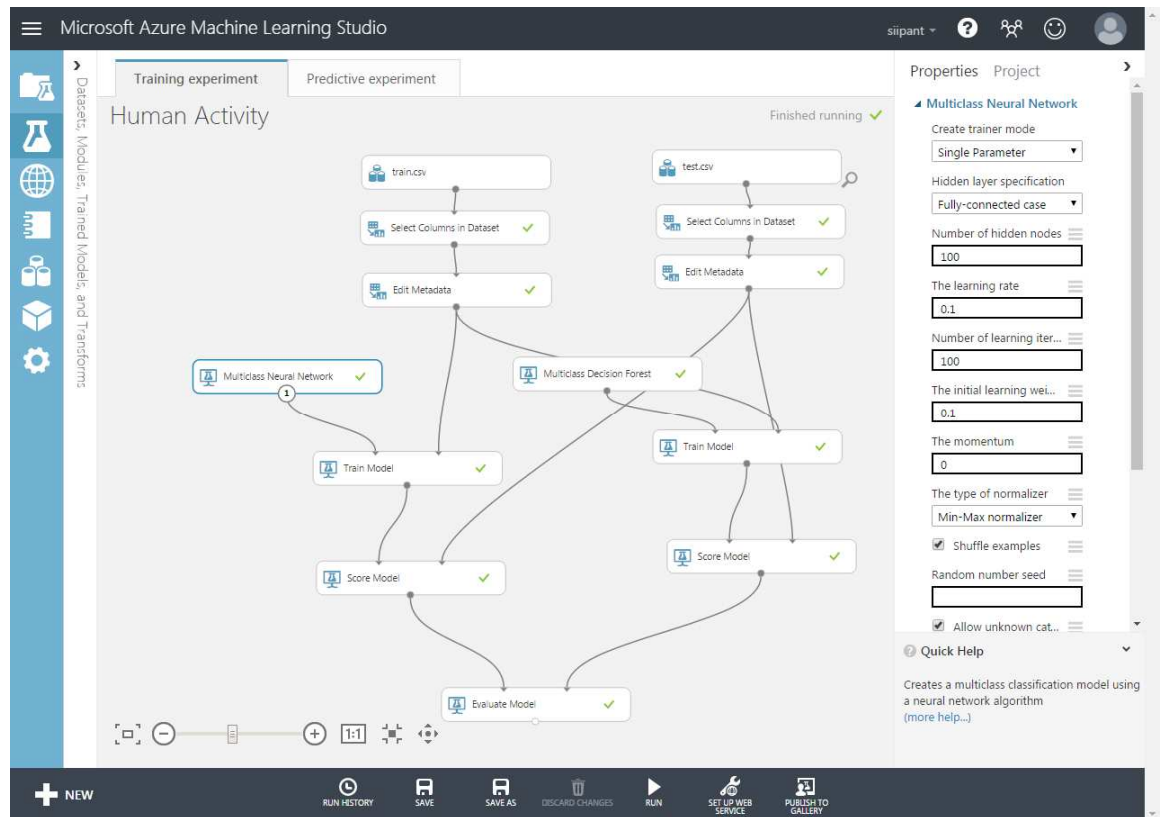 Microsoft Azure Machine Learning Studio
siipant
?
Datasets, Modules, Trained Models, and Transforms
Training experiment
Predictive experiment
Human Activity
Finished running
train.csv
test.csv
Select Columns in Dataset
Select Columns in Dataset
Edit Metadata
Edit Metadata
Multiclass Neural Network
1
Multiclass Decision Forest
Train Model
Train Model
Score Model
Score Model
Evaluate Model
1:1
Properties Project
Multiclass Neural Network
Create trainer mode
Single Parameter
Hidden layer specification
Fully-connected case
Number of hidden nodes
100
The learning rate
0.1
Number of learning iter...
100
The initial learning wei...
0.1
The momentum
0
The type of normalizer
Min-Max normalizer
Shuffle examples
Random number seed
Allow unknown cat...
? Quick Help
Creates a multiclass classification model using
a neural network algorithm
(more help...)
NEW
RUN HISTORY
SAVE
SAVE AS
DISCARD CHANGES
RUN
SET UP WEB
SERVICE
PUBLISH TO
GALLERY